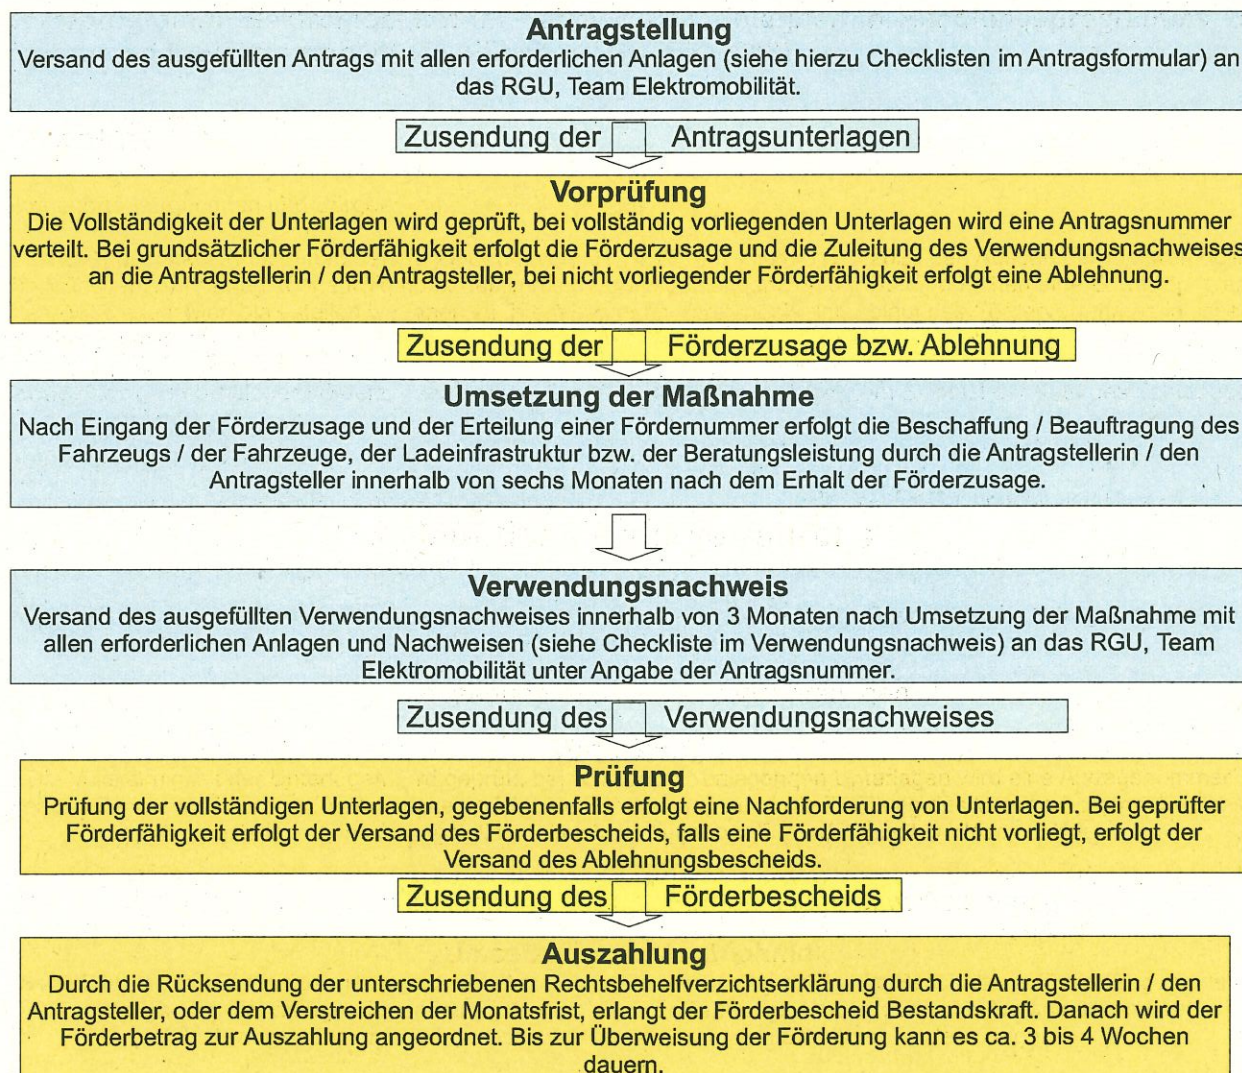 Antragstellung
Versand des ausgefüllten Antrags mit allen erforderlichen Anlagen (siehe hierzu Checklisten im Antragsformular) an
das RGU, Team Elektromobilität.
Zusendung der Antragsunterlagen
Vorprüfung
Die Vollständigkeit der Unterlagen wird geprüft, bei vollständig vorliegenden Unterlagen wird eine Antragsnummer
verteilt. Bei grundsätzlicher Förderfähigkeit erfolgt die Förderzusage und die Zuleitung des Verwendungsnachweises
an die Antragstellerin / den Antragsteller, bei nicht vorliegender Förderfähigkeit erfolgt eine Ablehnung.
Zusendung der Förderzusage bzw. Ablehnung
Umsetzung der Maßnahme
Nach Eingang der Förderzusage und der Erteilung einer Fördernummer erfolgt die Beschaffung / Beauftragung des
Fahrzeugs / der Fahrzeuge, der Ladeinfrastruktur bzw. der Beratungsleistung durch die Antragstellerin / den
Antragsteller innerhalb von sechs Monaten nach dem Erhalt der Förderzusage.
Verwendungsnachweis
Versand des ausgefüllten Verwendungsnachweises innerhalb von 3 Monaten nach Umsetzung der Maßnahme mit
allen erforderlichen Anlagen und Nachweisen (siehe Checkliste im Verwendungsnachweis) an das RGU, Team
Elektromobilität unter Angabe der Antragsnummer.
Zusendung des Verwendungsnachweises
Prüfung
Prüfung der vollständigen Unterlagen, gegebenenfalls erfolgt eine Nachforderung von Unterlagen. Bei geprüfter
Förderfähigkeit erfolgt der Versand des Förderbescheids, falls eine Förderfähigkeit nicht vorliegt, erfolgt der
Versand des Ablehnungsbescheids.
Zusendung des Förderbescheids
Auszahlung
Durch die Rücksendung der unterschriebenen Rechtsbehelfverzichtserklärung durch die Antragstellerin / den
Antragsteller, oder dem Verstreichen der Monatsfrist, erlangt der Förderbescheid Bestandskraft. Danach wird der
Förderbetrag zur Auszahlung angeordnet. Bis zur Überweisung der Förderung kann es ca. 3 bis 4 Wochen
dauern.